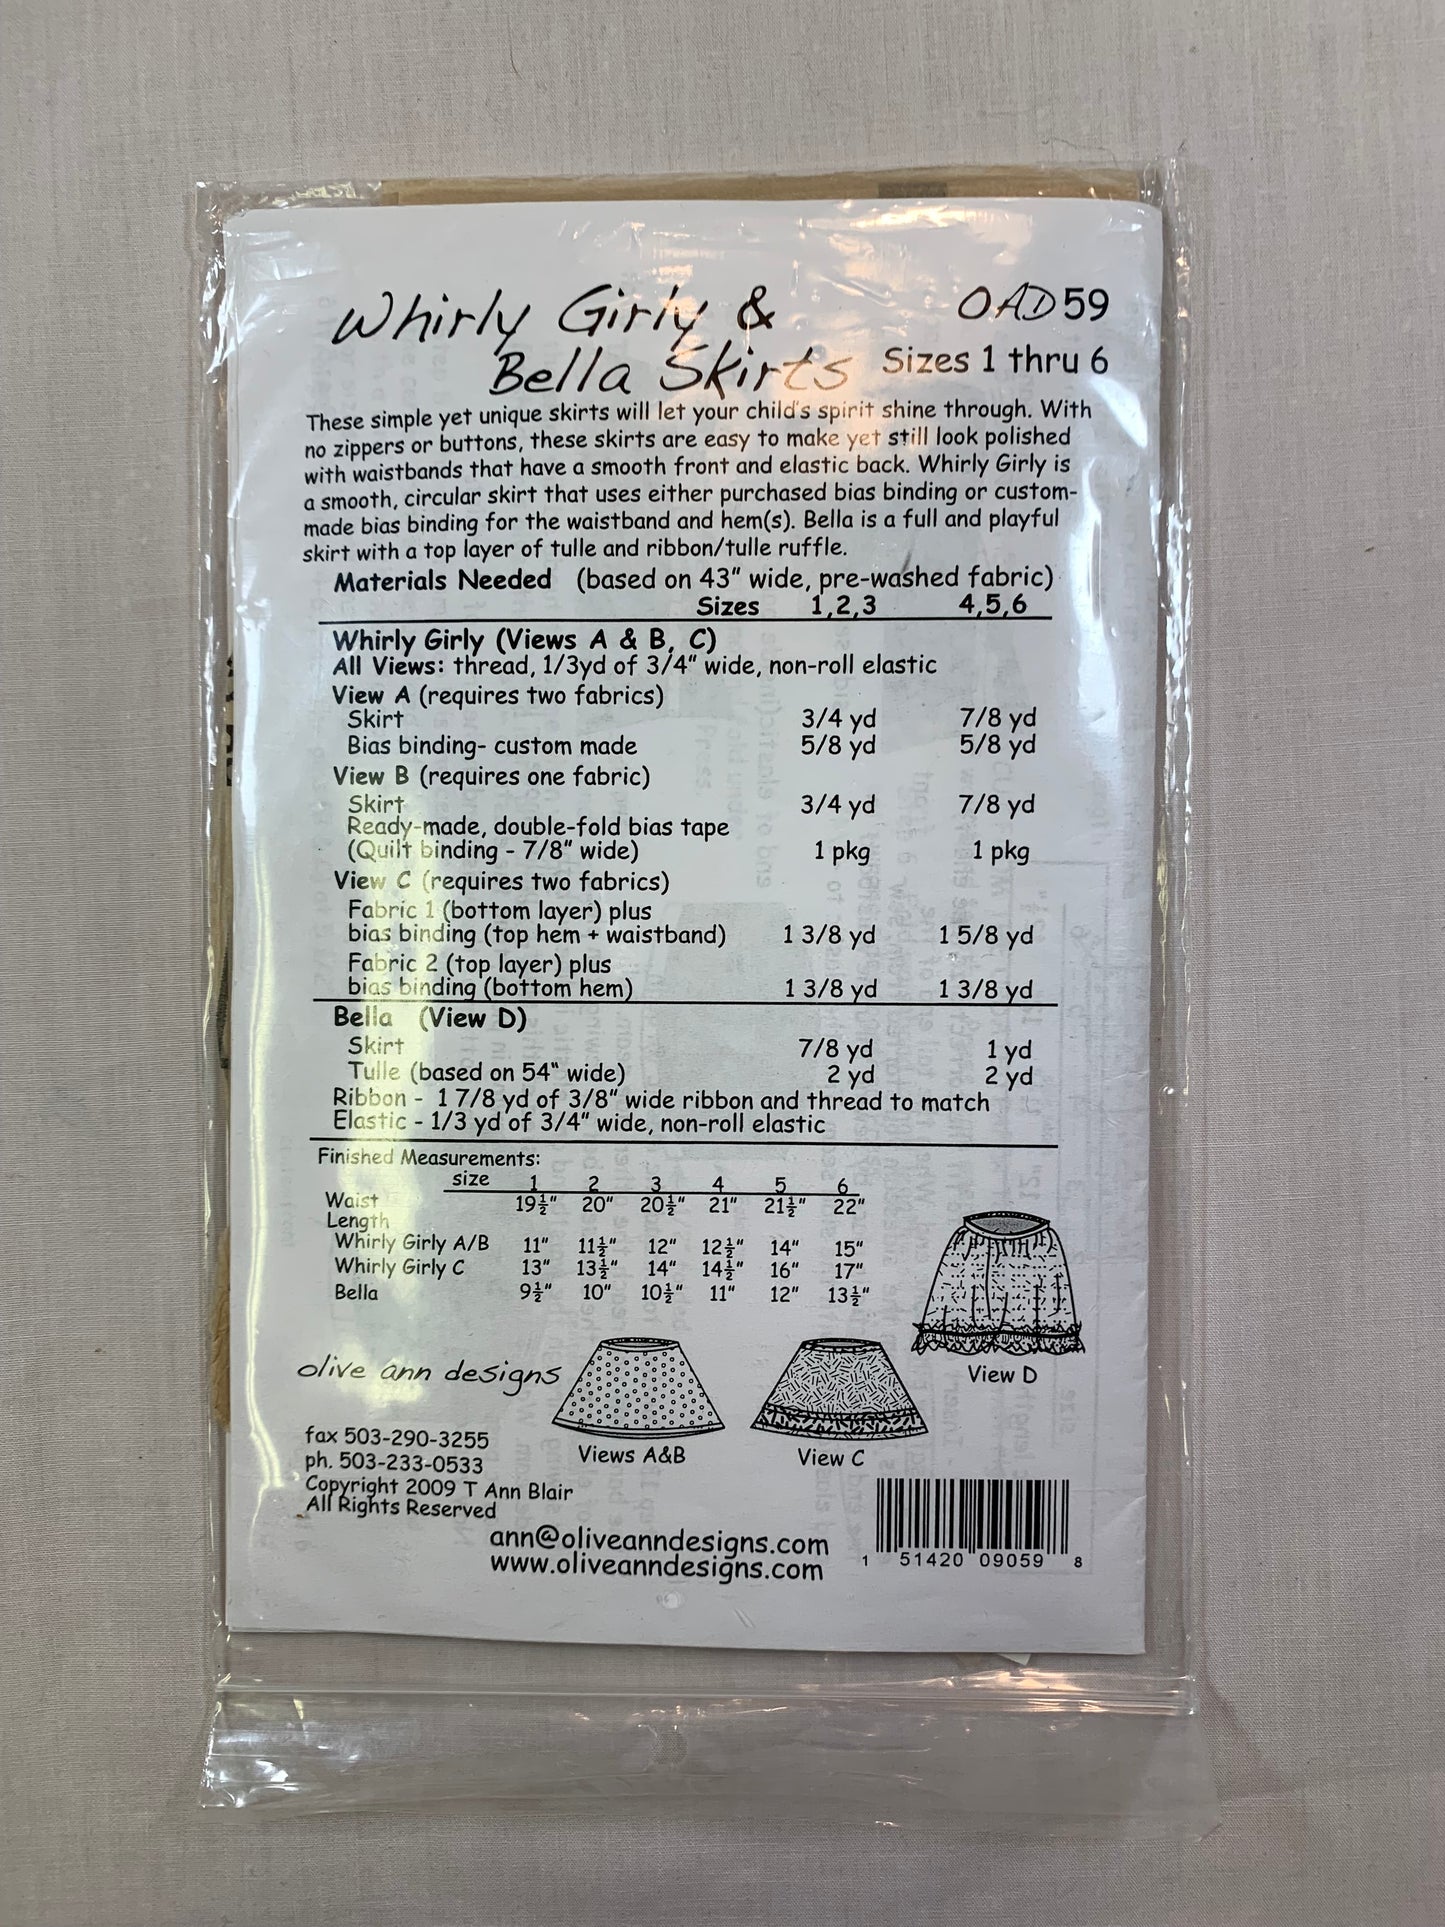 Whirly Girly &
Bella Skirts
OAD59
Sizes 1 thru 6
These simple yet unique skirts will let your child's spirit shine through. With
no zippers or buttons, these skirts are easy to make yet still look polished
with waistbands that have a smooth front and elastic back. Whirly Girly is
a smooth, circular skirt that uses either purchased bias binding or custom-
made bias binding for the waistband and hem(s). Bella is a full and playful
skirt with a top layer of tulle and ribbon/tulle ruffle.
Materials Needed (based on 43" wide, pre-washed fabric)
Sizes 1,2,3 4,5,6
Whirly Girly (Views A & B, C)
All Views: thread, 1/3yd of 3/4" wide, non-roll elastic
View A (requires two fabrics)
Skirt 3/4 yd 7/8 yd
Bias binding- custom made 5/8 yd 5/8 yd
View B (requires one fabric)
Skirt 3/4 yd 7/8 yd
Ready-made, double-fold bias tape
(Quilt binding - 7/8" wide) 1 pkg 1 pkg
View C (requires two fabrics)
Fabric 1 (bottom layer) plus
bias binding (top hem + waistband) 1 3/8 yd 1 5/8 yd
Fabric 2 (top layer) plus
bias binding (bottom hem) 1 3/8 yd 1 3/8 yd
Bella (View D)
Skirt 7/8 yd 1 yd
Tulle (based on 54" wide) 2 yd 2 yd
Ribbon - 1 7/8 yd of 3/8" wide ribbon and thread to match
Elastic - 1/3 yd of 3/4" wide, non-roll elastic
Finished Measurements:
size 1 2 3 4 5 6
Waist 19½" 20" 20½" 21" 21½" 22"
Length
Whirly Girly A/B 11" 11½" 12" 12½" 14" 15"
Whirly Girly C 13" 13½" 14" 14½" 16" 17"
Bella 9½" 10" 10½" 11" 12" 13½"
View D
olive ann designs
Views A&B
View C
fax 503-290-3255
ph. 503-233-0533
Copyright 2009 T Ann Blair
All Rights Reserved
ann@oliveanndesigns.com
www.oliveanndesigns.com
1 51420 09059 8